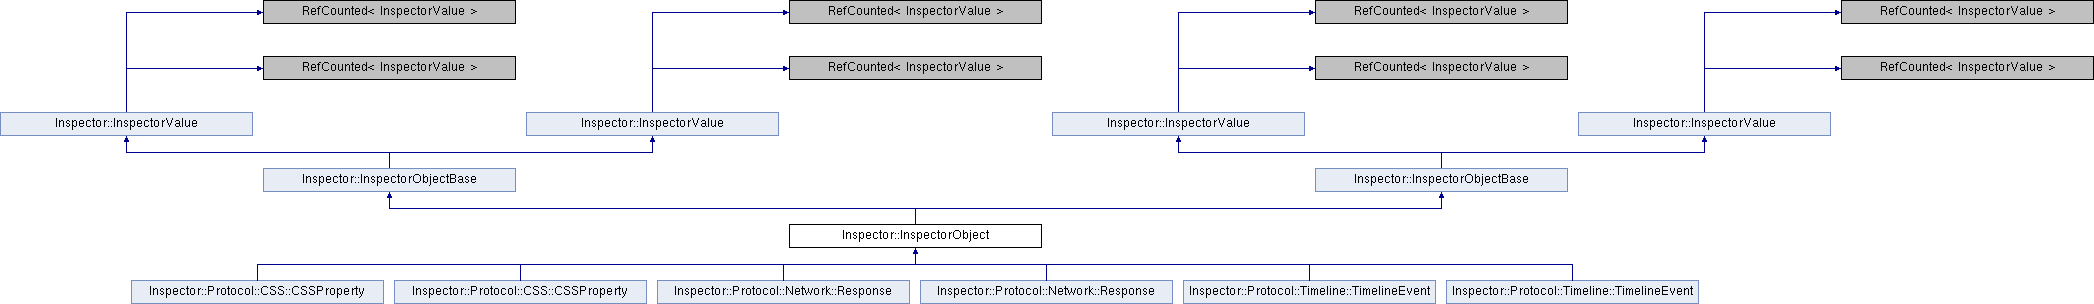 RefCounted< InspectorValue >
RefCounted< InspectorValue >
RefCounted< InspectorValue >
RefCounted< InspectorValue >
RefCounted< InspectorValue >
RefCounted< InspectorValue >
RefCounted< InspectorValue >
RefCounted< InspectorValue >
Inspector::InspectorValue
Inspector::InspectorValue
Inspector::InspectorValue
Inspector::InspectorValue
Inspector::InspectorObjectBase
Inspector::InspectorObjectBase
Inspector::InspectorObject
Inspector::Protocol::CSS::CSSProperty
Inspector::Protocol::CSS::CSSProperty
Inspector::Protocol::Network::Response
Inspector::Protocol::Network::Response
Inspector::Protocol::Timeline::TimelineEvent
Inspector::Protocol::Timeline::TimelineEvent